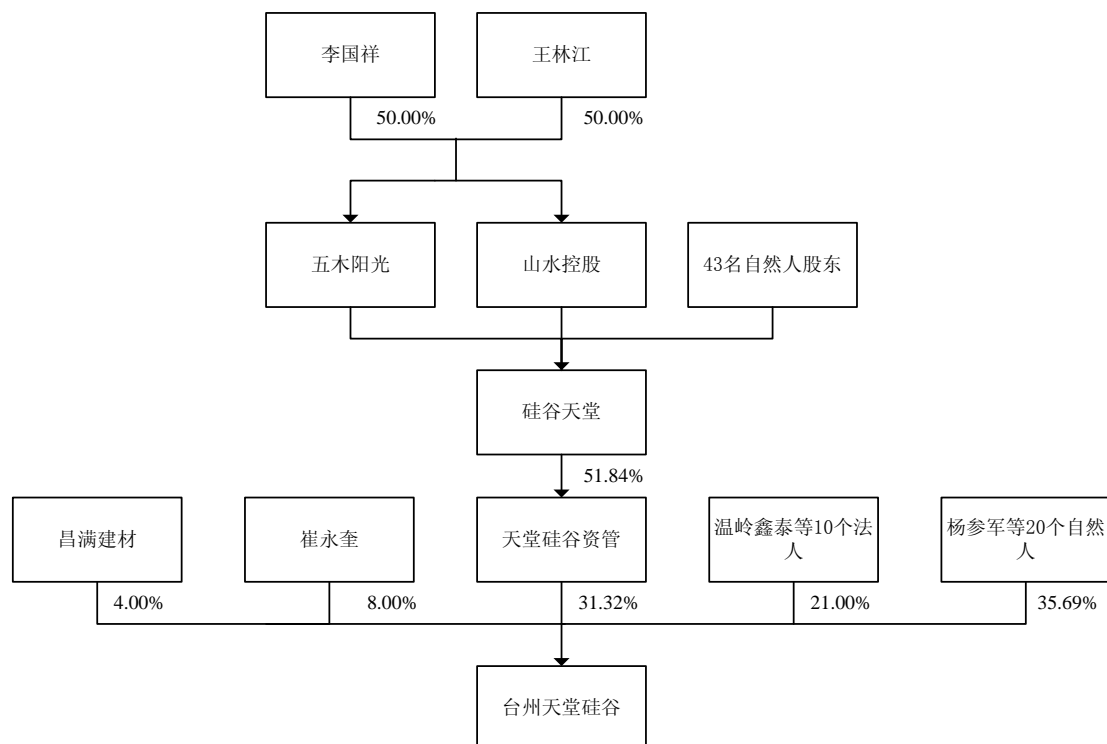 李国祥
王林江
50.00%
50.00%
五木阳光
山水控股
43名自然人股东
硅谷天堂
51.84%
昌满建材
崔永奎
天堂硅谷资管
温岭鑫泰等10个法
人
杨参军等20个自然
人
4.00%
8.00%
31.32%
21.00%
35.69%
台州天堂硅谷